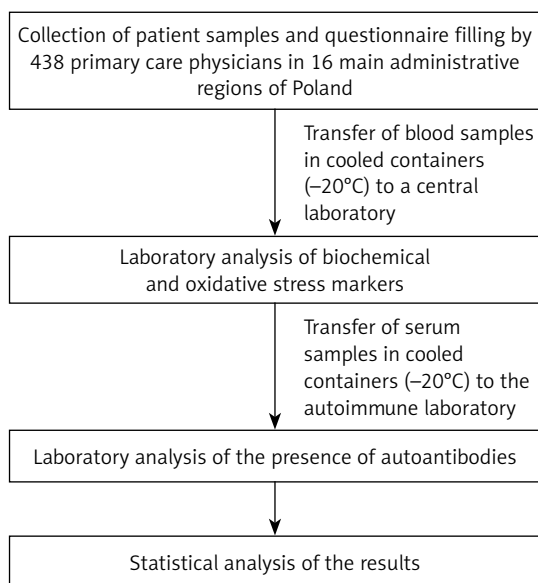 Collection of patient samples and questionnaire filling by
438 primary care physicians in 16 main administrative
regions of Poland
Transfer of blood samples
in cooled containers
(–20°C) to a central
laboratory
Laboratory analysis of biochemical
and oxidative stress markers
Transfer of serum
samples in cooled
containers (–20°C) to the
autoimmune laboratory
Laboratory analysis of the presence of autoantibodies
Statistical analysis of the results